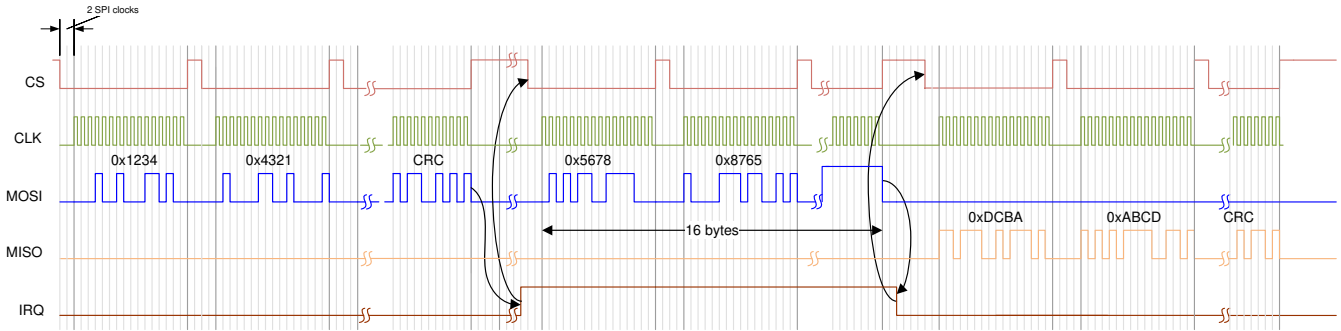 2 SPI clocks
CS
CLK
0x1234 0x4321 CRC 0x5678 0x8765
MOSI
0xDCBA 0xABCD CRC
16 bytes
MISO
IRQ